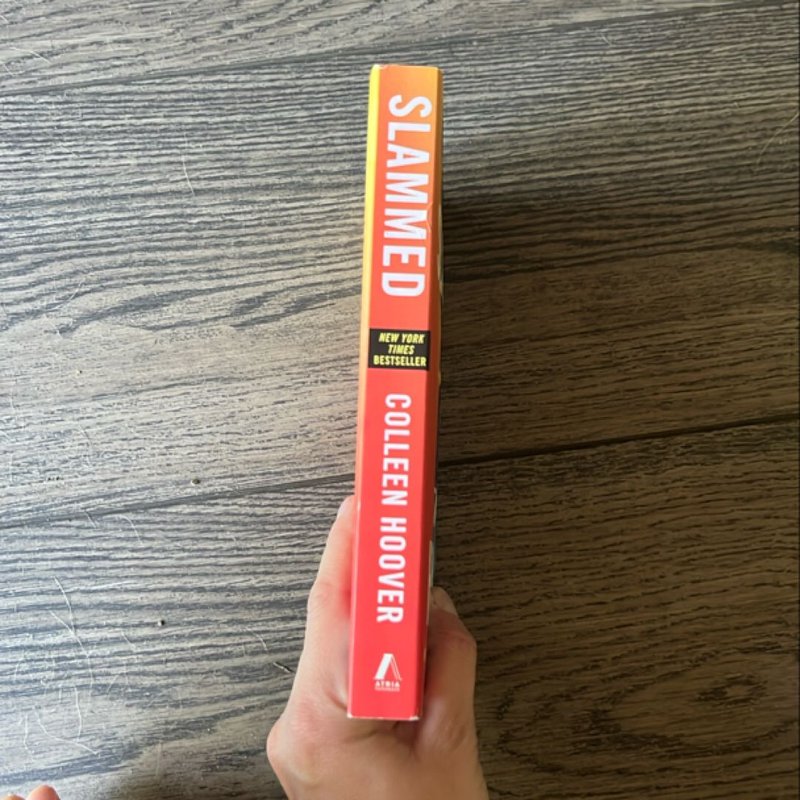 SLAMMED
NEW YORK
TIMES
BESTSELLER
COLLEEN HOOVER
ATRIA